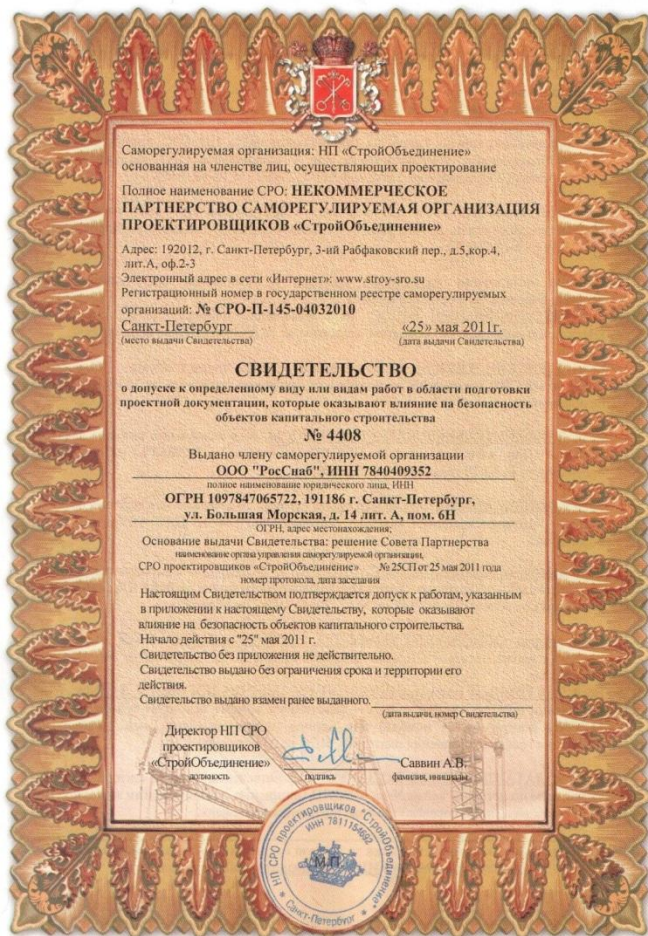 Саморегулируемая организация: НП «СтройОбъединение»
основанная на членстве лиц, осуществляющих проектирование
Полное наименование СРО: НЕКОММЕРЧЕСКОЕ
ПАРТНЕРСТВО САМОРЕГУЛИРУЕМАЯ ОРГАНИЗАЦИЯ
ПРОЕКТИРОВЩИКОВ «СтройОбъединение»
Адрес: 192012, г. Санкт-Петербург, 3-ий Рабфаковский пер., д.5,кор.4,
лит.А, оф.2-3
Электронный адрес в сети «Интернет»: www.stroy-sro.su
Регистрационный номер в государственном реестре саморегулируемых
организаций: № СРО-П-145-04032010
Санкт-Петербург «25» мая 2011г.
(место выдачи Свидетельства) (дата выдачи Свидетельства)
СВИДЕТЕЛЬСТВО
о допуске к определенному виду или видам работ в области подготовки
проектной документации, которые оказывают влияние на безопасность
объектов капитального строительства
№ 4408
Выдано члену саморегулируемой организации
ООО "РосСнаб", ИНН 7840409352
полное наименование юридического лица, ИНН
ОГРН 1097847065722, 191186 г. Санкт-Петербург,
ул. Большая Морская, д. 14 лит. А, пом. 6Н
ОГРН, адрес местонахождения;
Основание выдачи Свидетельства: решение Совета Партнерства
наименование органа управления саморегулируемой организации,
СРО проектировщиков «СтройОбъединение» № 25СП от 25 мая 2011 года
номер протокола, дата заседания
Настоящим Свидетельством подтверждается допуск к работам, указанным
в приложении к настоящему Свидетельству, которые оказывают
влияние на безопасность объектов капитального строительства.
Начало действия с "25" мая 2011 г.
Свидетельство без приложения не действительно.
Свидетельство выдано без ограничения срока и территории его
действия.
Свидетельство выдано взамен ранее выданного.
(дата выдачи, номер Свидетельства)
Директор НП СРО
проектировщиков
«СтройОбъединение» Саввин А.В.
должность подпись фамилия, инициалы
НП СРО проектировщиков "СтройОбъединение"
ИНН 7811154692
М.П.
* Санкт-Петербург *